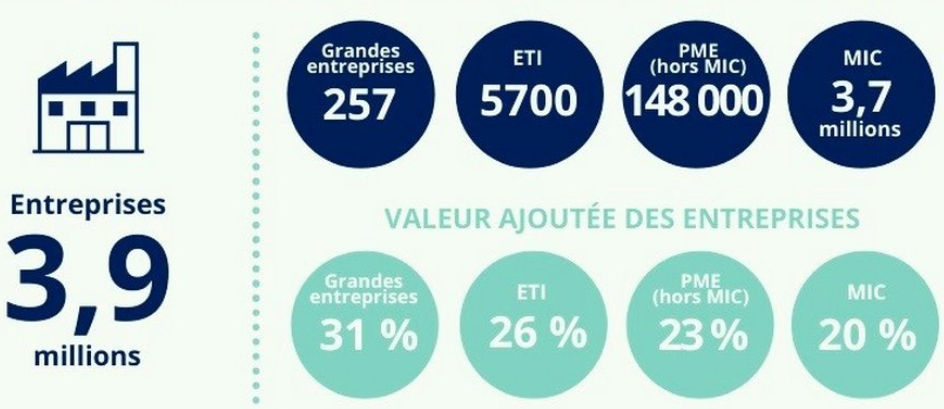 Entreprises
3,9
millions
Grandes
entreprises
257
ETI
5700
PME
(hors MIC)
148 000
MIC
3,7
millions
VALEUR AJOUTÉE DES ENTREPRISES
Grandes
entreprises
31 %
ETI
26 %
PME
(hors MIC)
23 %
MIC
20 %